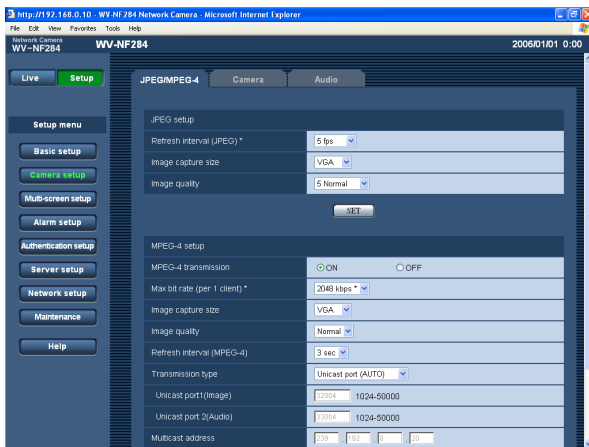 http://192.168.0.10 - WV-NF284 Network Camera - Microsoft Internet Explorer
File Edit View Favorites Tools Help
Network Camera
WV-NF284
WV-NF284
2006/01/01 0:00
Live
Setup
JPEG/MPEG-4
Camera
Audio
Setup menu
Basic setup
Camera setup
Multi-screen setup
Alarm setup
Authentication setup
Server setup
Network setup
Maintenance
Help
JPEG setup
Refresh interval (JPEG) * 5 fps
Image capture size VGA
Image quality 5 Normal
SET
MPEG-4 setup
MPEG-4 transmission ON OFF
Max bit rate (per 1 client) * 2048 kbps *
Image capture size VGA
Image quality Normal
Refresh interval (MPEG-4) 3 sec
Transmission type Unicast port (AUTO)
Unicast port1(Image) 32004 1024-50000
Unicast port 2(Audio) 33004 1024-50000
Multicast address 239 . 192 . 0 . 20